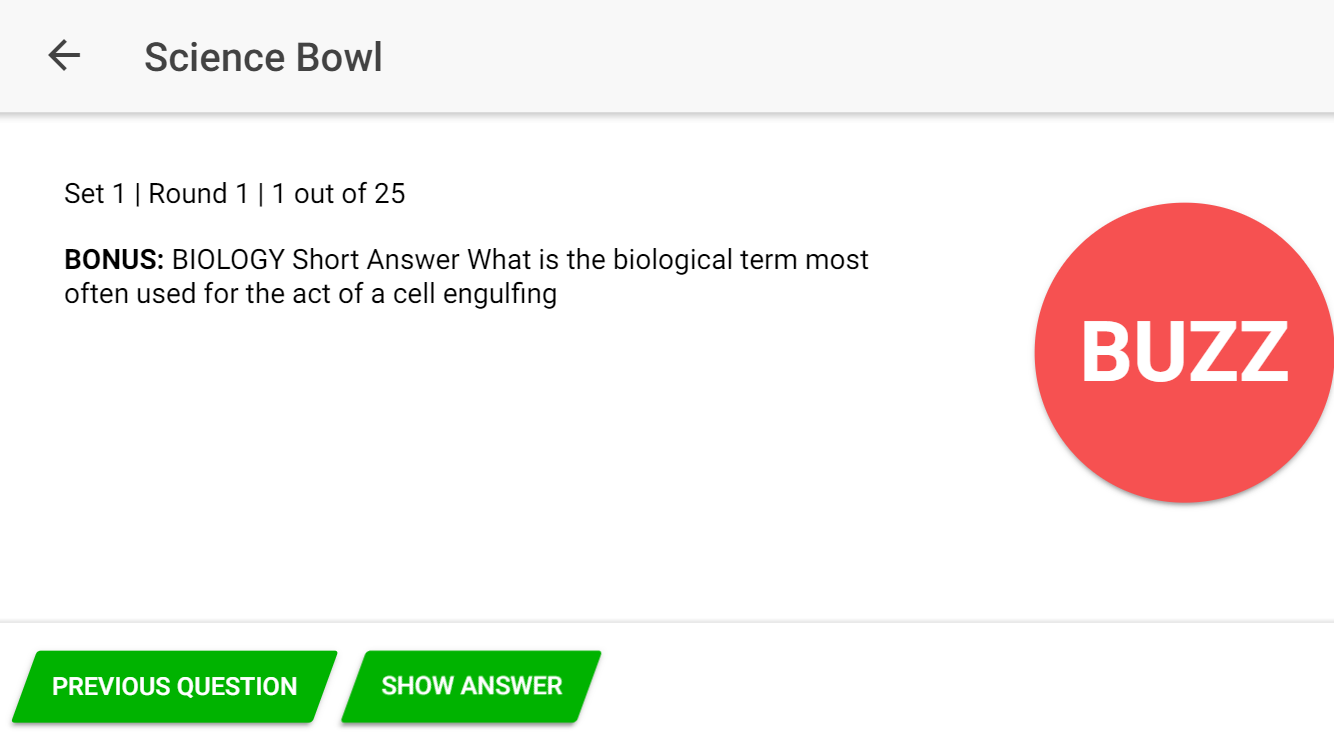 Science Bowl
Set 1 | Round 1 | 1 out of 25
BONUS: BIOLOGY Short Answer What is the biological term most
often used for the act of a cell engulfing
BUZZ
PREVIOUS QUESTION
SHOW ANSWER